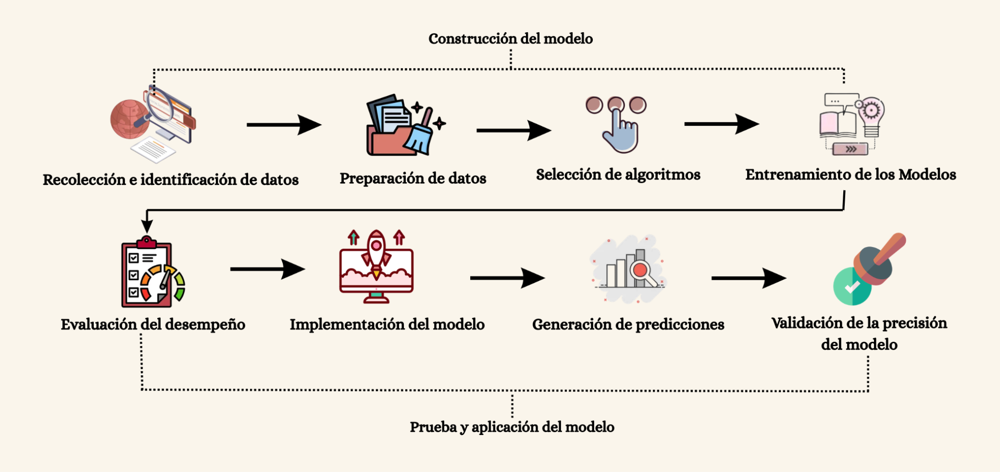 Construcción del modelo
Recolección e identificación de datos
Preparación de datos
Selección de algoritmos
Entrenamiento de los Modelos
Evaluación del desempeño
Implementación del modelo
Generación de predicciones
Validación de la precisión
del modelo
Prueba y aplicación del modelo